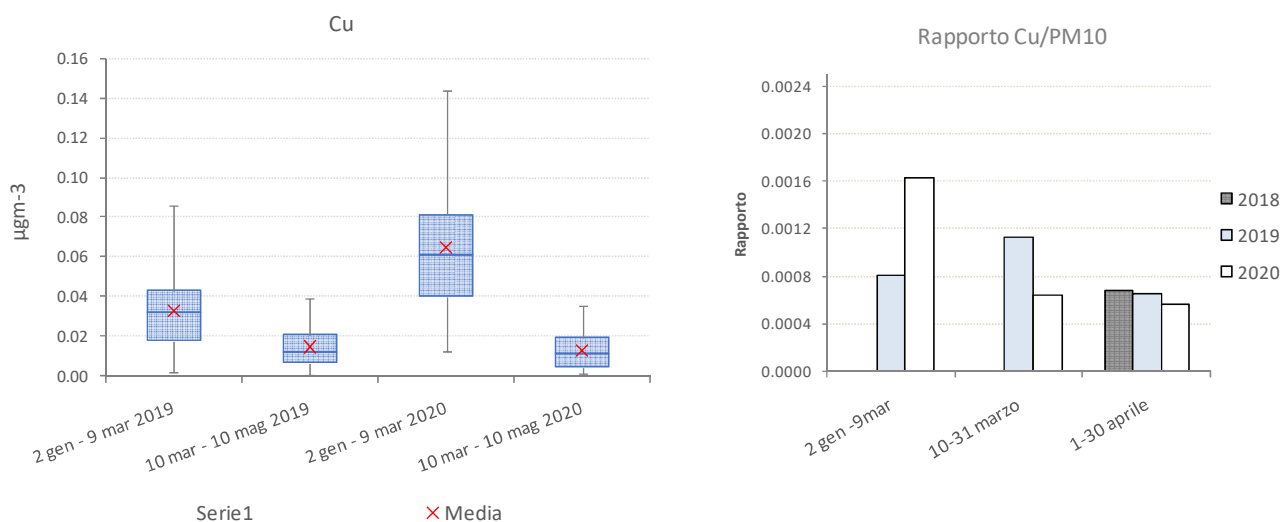 Cu
µgm-3
0.16
0.14
0.12
0.10
0.08
0.06
0.04
0.02
0.00
2 gen - 9 mar 2019
10 mar - 10 mag 2019
2 gen - 9 mar 2020
10 mar - 10 mag 2020
Serie1
Media
Rapporto Cu/PM10
Rapporto
0.0024
0.0020
0.0016
0.0012
0.0008
0.0004
0.0000
2 gen -9mar
10-31 marzo
1-30 aprile
2018
2019
2020